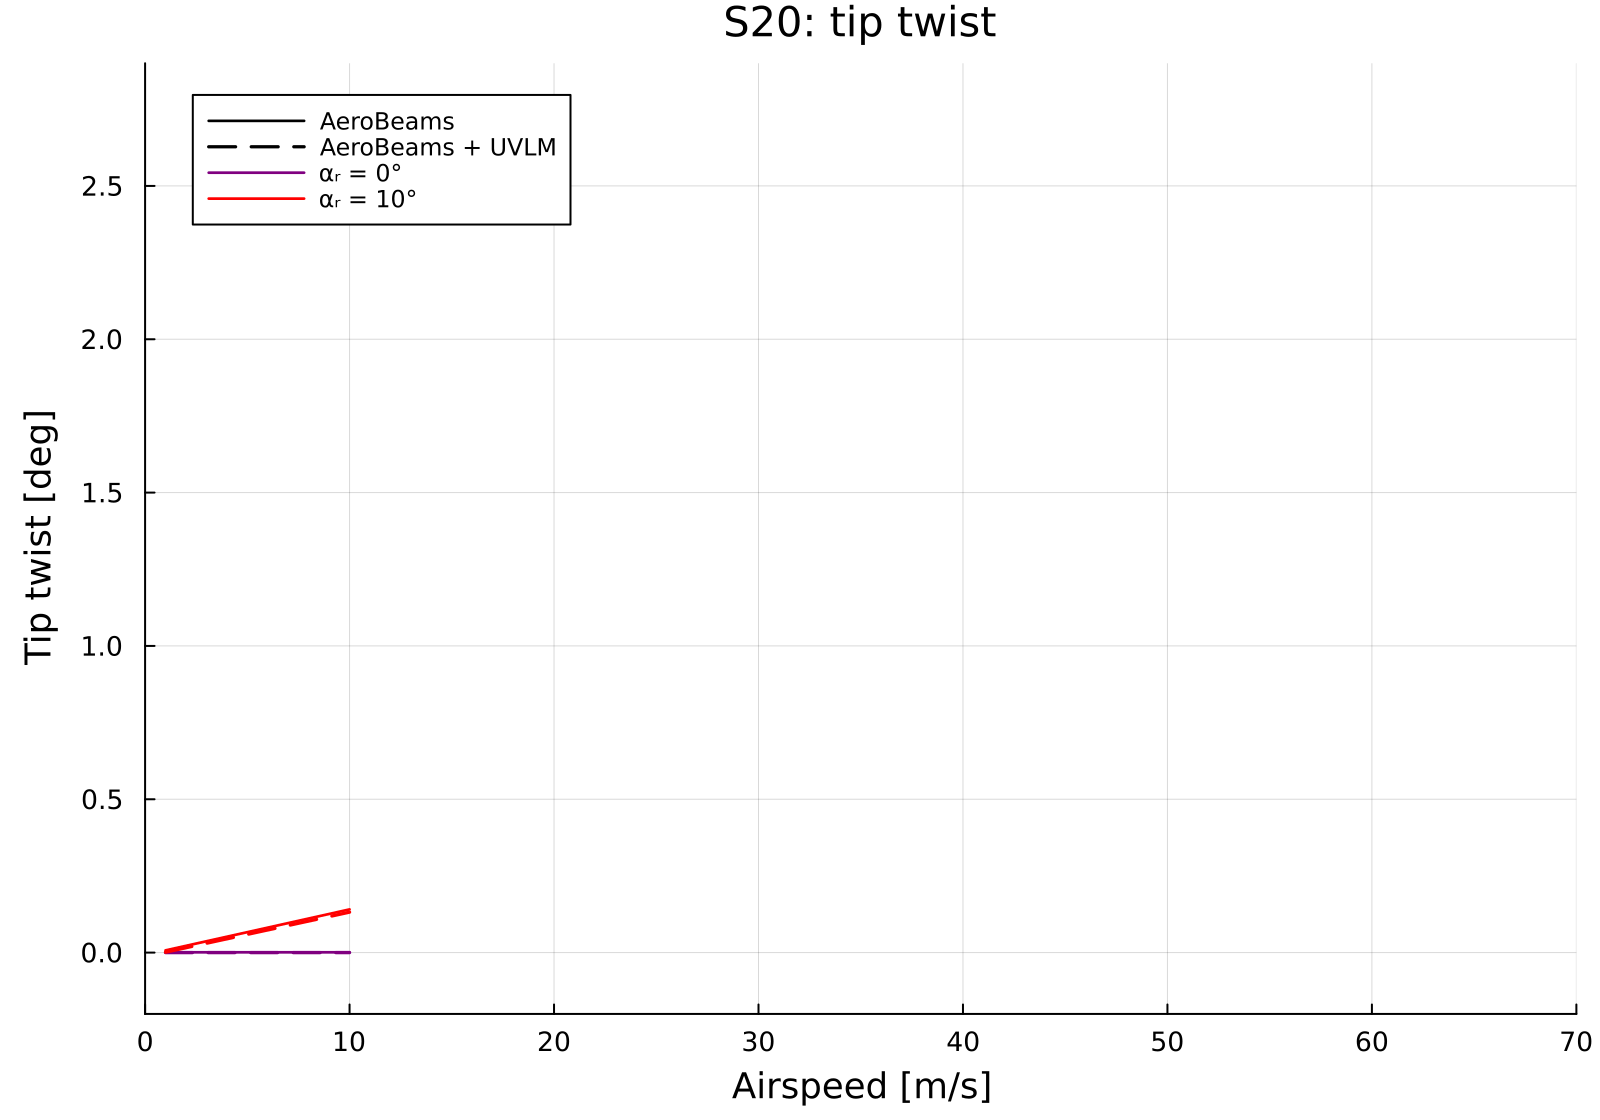 S20: tip twist
AeroBeams
AeroBeams + UVLM
αᵣ = 0°
αᵣ = 10°
Tip twist [deg]
2.5
2.0
1.5
1.0
0.5
0.0
0 10 20 30 40 50 60 70
Airspeed [m/s]